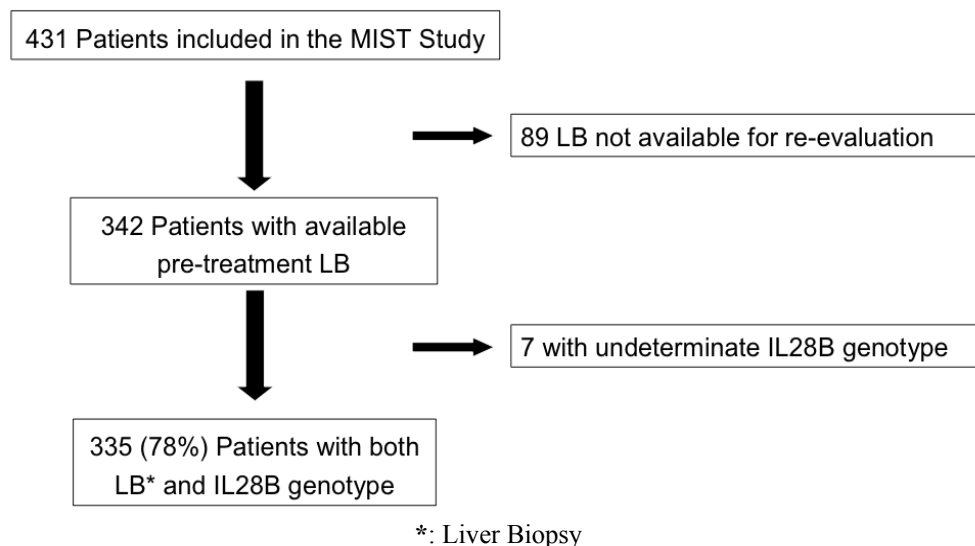 431 Patients included in the MIST Study
89 LB not available for re-evaluation
342 Patients with available
pre-treatment LB
7 with undeterminate IL28B genotype
335 (78%) Patients with both
LB* and IL28B genotype
*: Liver Biopsy